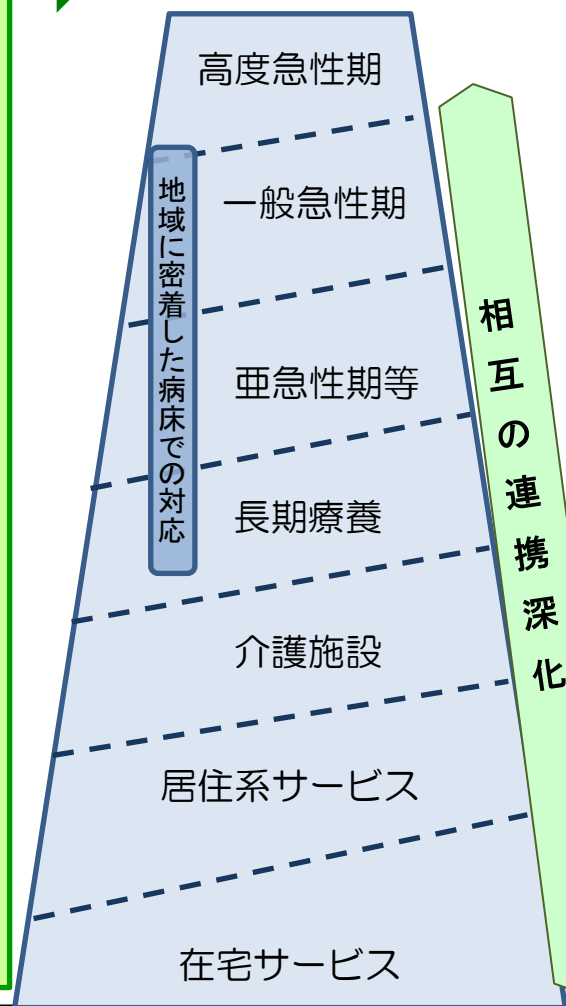 高度急性期
一般急性期
亜急性期等
長期療養
介護施設
居住系サービス
在宅サービス
地域に密着した病床での対応
相互の連携深化